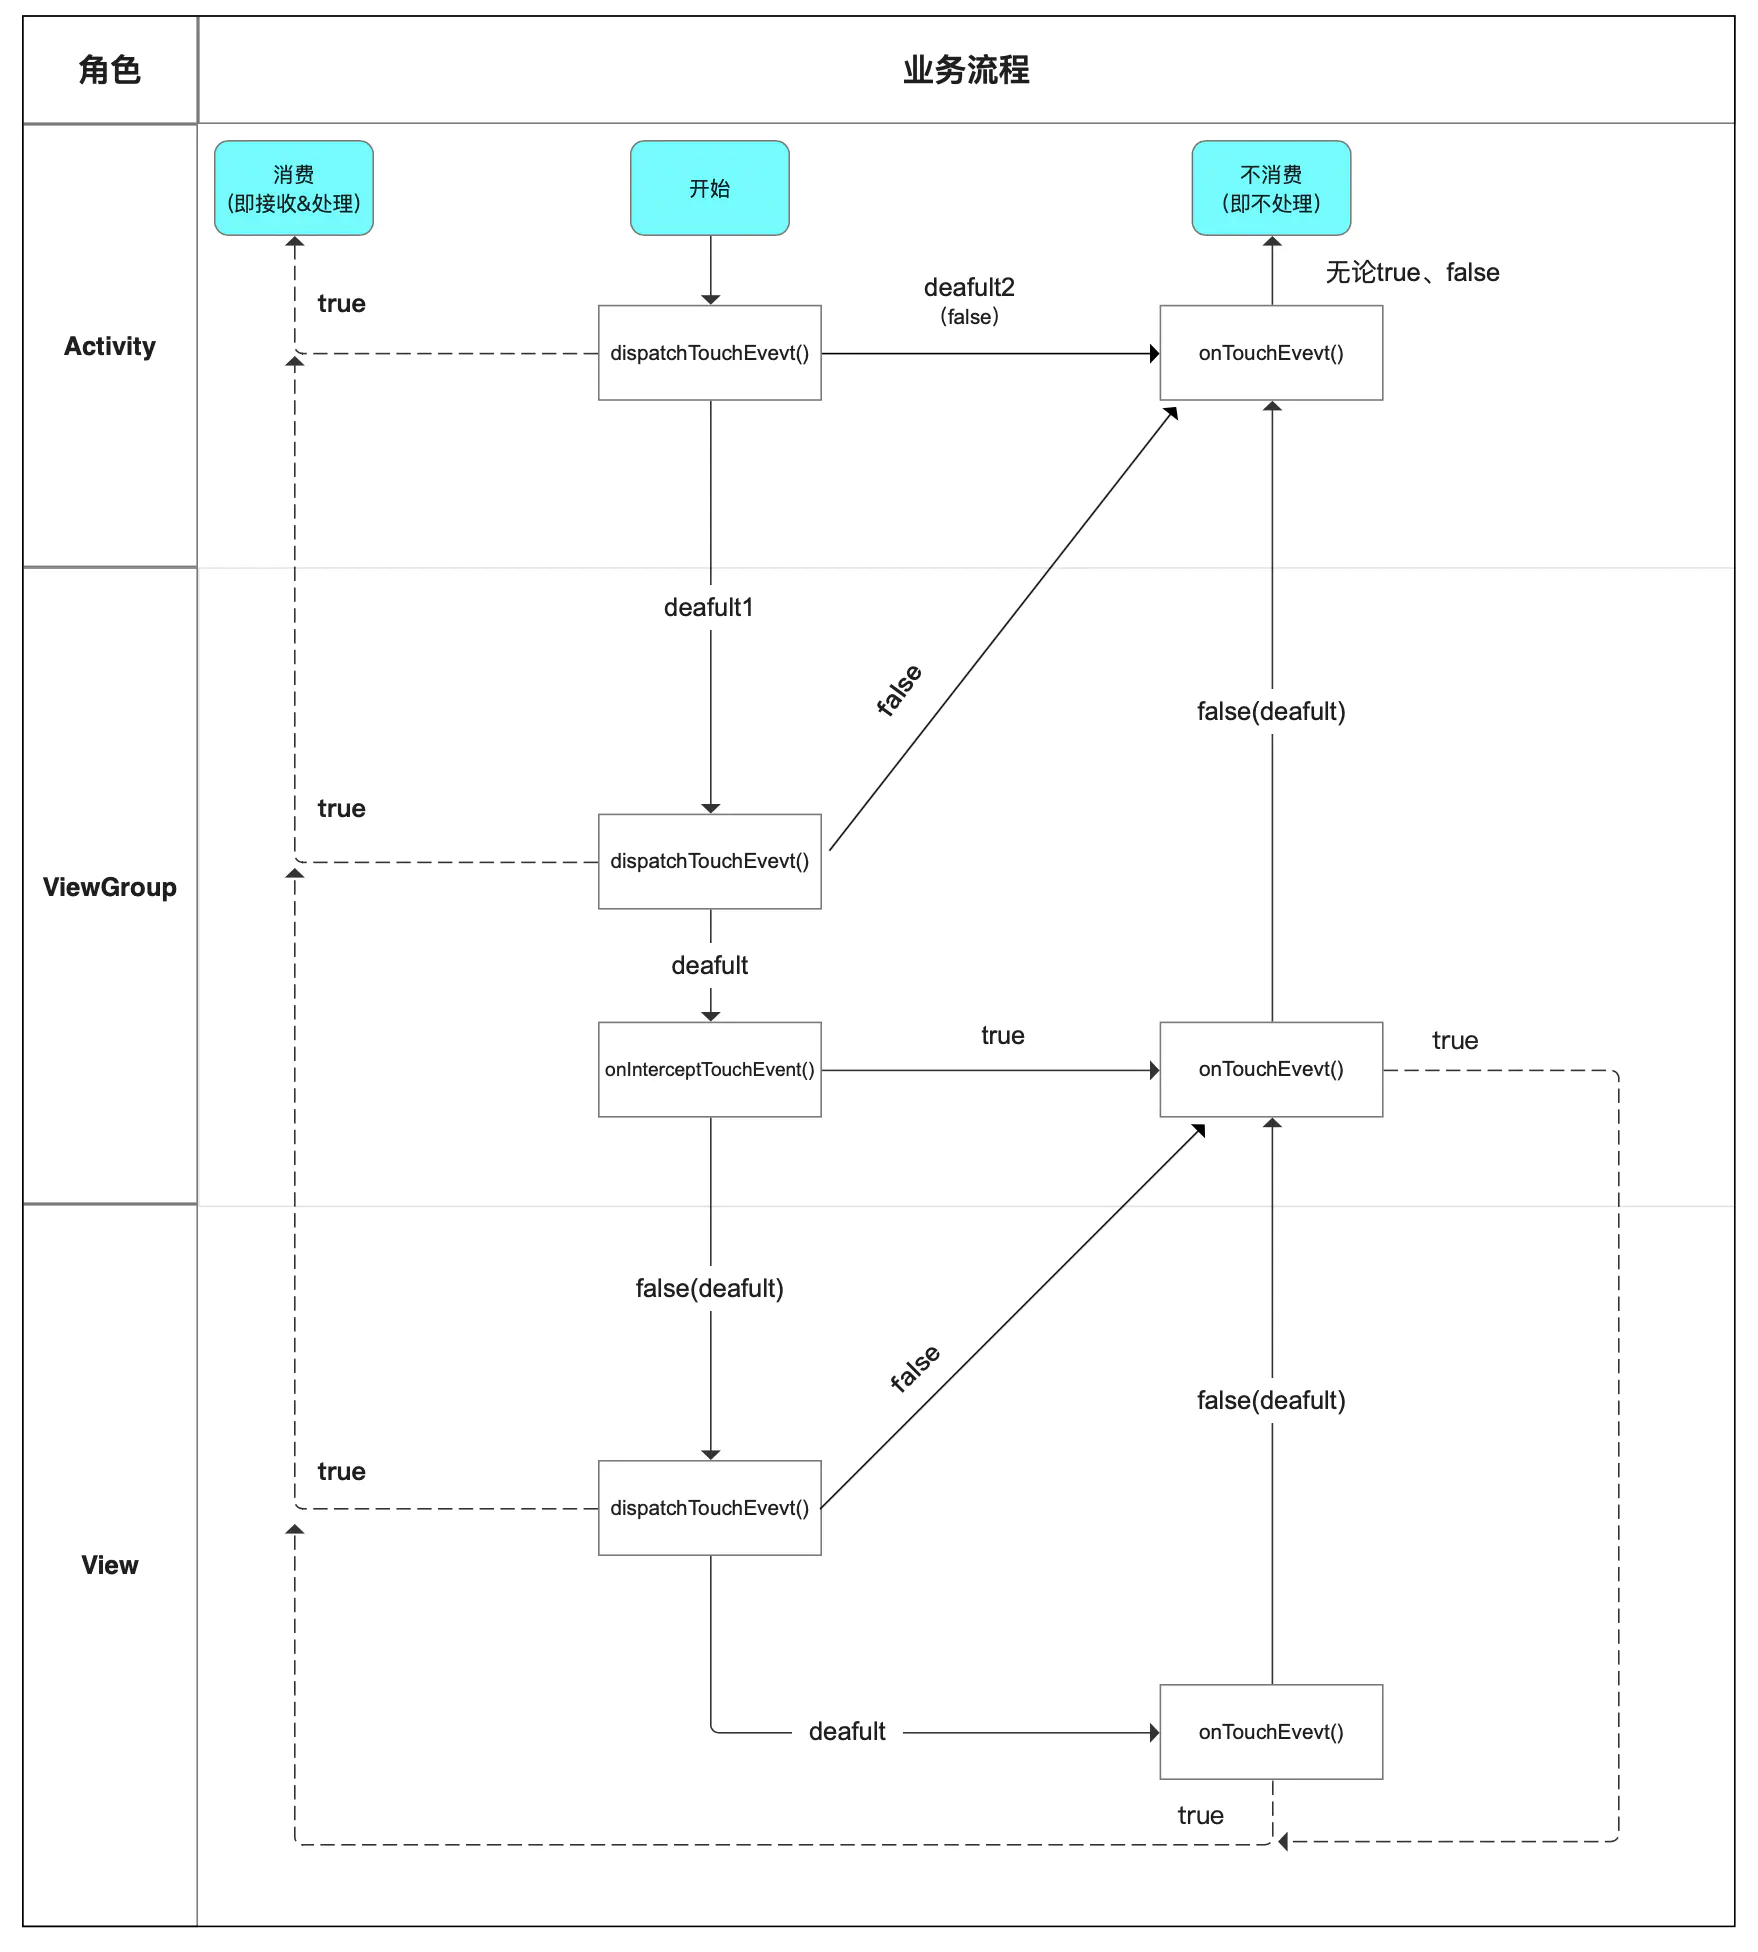 角色
业务流程
消费
（即接收&处理）
开始
不消费
（即不处理）
无论true、false
true
deafult2
（false）
Activity
dispatchTouchEvevt()
onTouchEvevt()
deafult1
false
false(deafult)
true
dispatchTouchEvevt()
ViewGroup
deafult
true
true
onInterceptTouchEvent()
onTouchEvevt()
false(deafult)
false
false(deafult)
true
dispatchTouchEvevt()
View
deafult
onTouchEvevt()
true